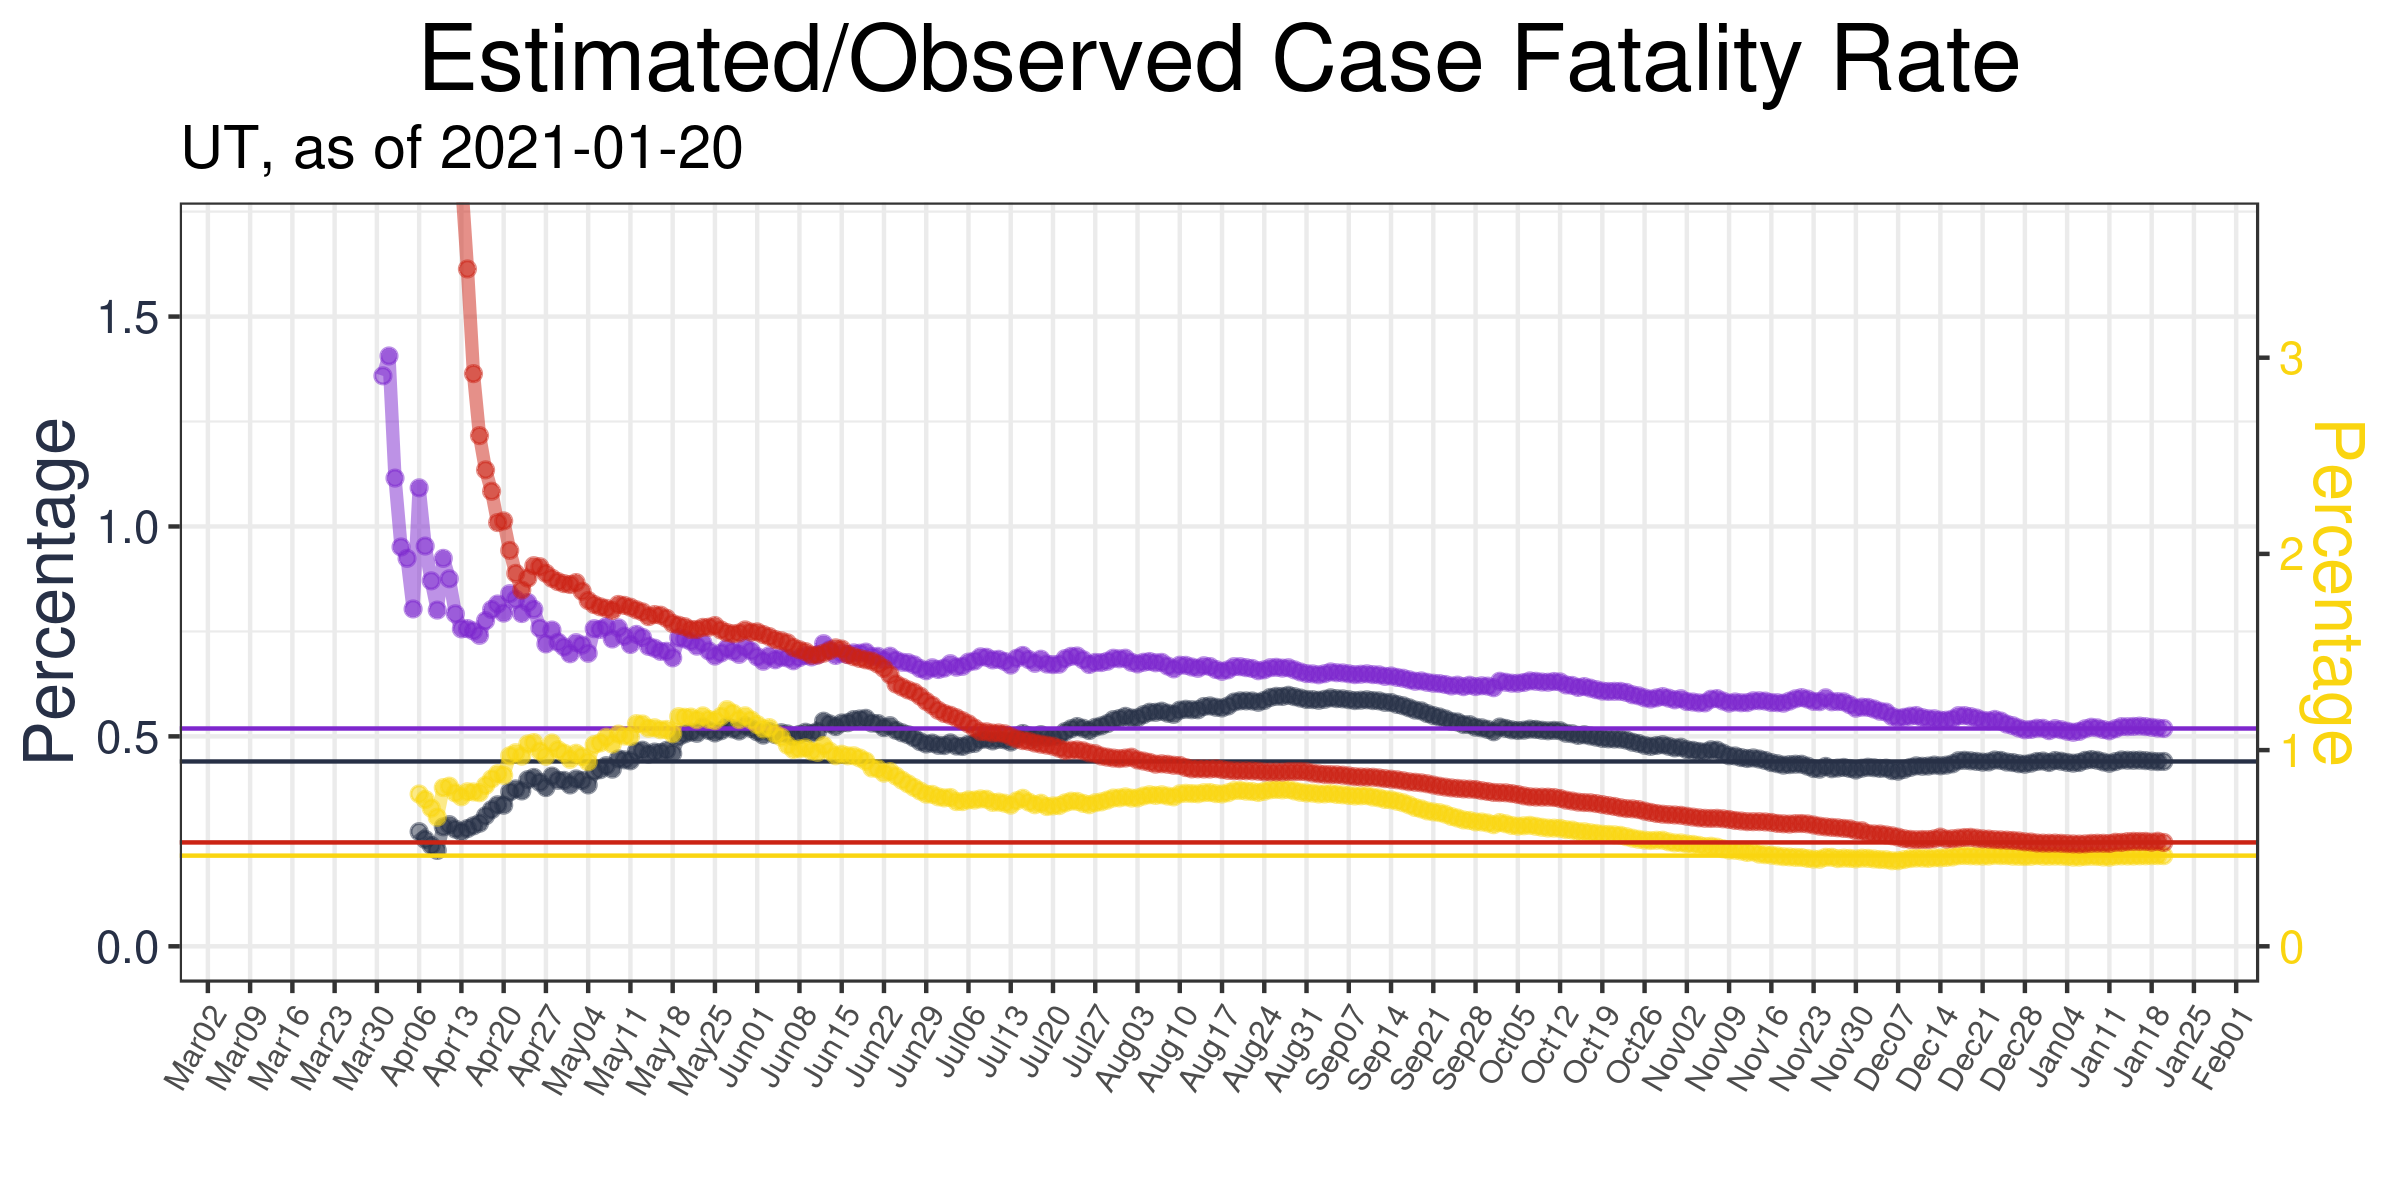 Estimated/Observed Case Fatality Rate
UT, as of 2021-01-20
Percentage
1.5
1.0
0.5
0.0
3
2
1
0
Percentage
Mar02
Mar09
Mar16
Mar23
Mar30
Apr06
Apr13
Apr20
Apr27
May04
May11
May18
May25
Jun01
Jun08
Jun15
Jun22
Jun29
Jul06
Jul13
Jul20
Jul27
Aug03
Aug10
Aug17
Aug24
Aug31
Sep07
Sep14
Sep21
Sep28
Oct05
Oct12
Oct19
Oct26
Nov02
Nov09
Nov16
Nov23
Nov30
Dec07
Dec14
Dec21
Dec28
Jan04
Jan11
Jan18
Jan25
Feb01